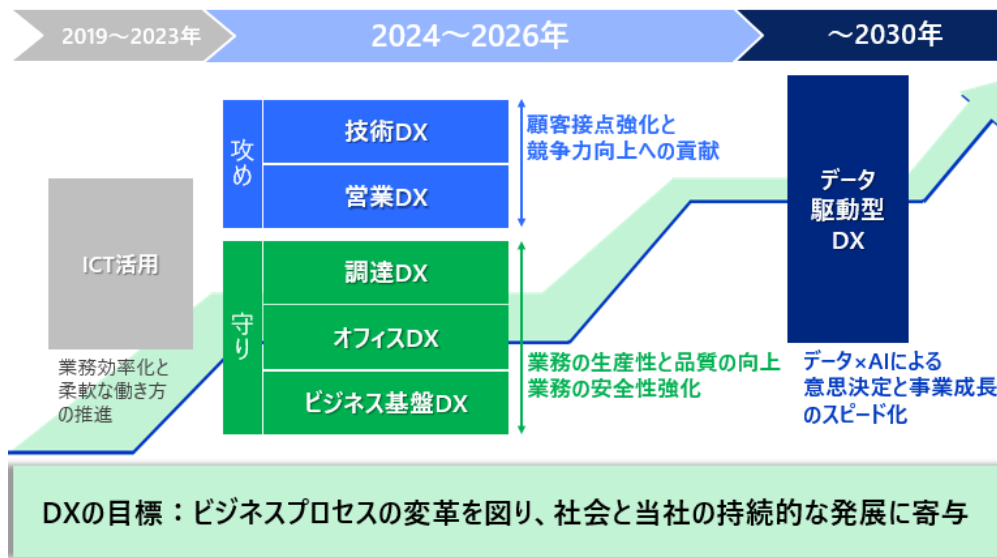 2019～2023年
2024～2026年
～2030年
ICT活用
業務効率化と
柔軟な働き方
の推進
攻め
技術DX
営業DX
顧客接点強化と
競争力向上への貢献
守り
調達DX
オフィスDX
ビジネス基盤DX
業務の生産性と品質の向上
業務の安全性強化
データ
駆動型
DX
データ×AIによる
意思決定と事業成長
のスピード化
DXの目標：ビジネスプロセスの変革を図り、社会と当社の持続的な発展に寄与